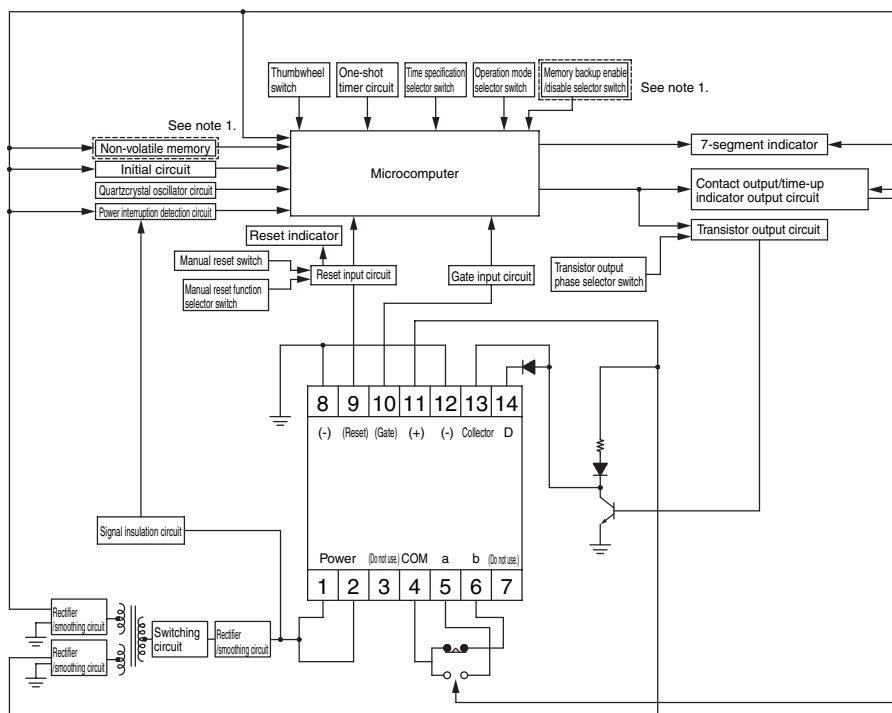 Thumbwheel
switch
One-shot
timer circuit
Time specification
selector switch
Operation mode
selector switch
Memory backup enable
/disable selector switch
See note 1.
See note 1.
Non-volatile memory
Initial circuit
Quartzcrystal oscillator circuit
Power interruption detection circuit
Microcomputer
7-segment indicator
Contact output/time-up
indicator output circuit
Transistor output circuit
Transistor output
phase selector switch
Reset indicator
Manual reset switch
Manual reset function
selector switch
Reset input circuit
Gate input circuit
8 9 10 11 12 13 14
(-) (Reset) (Gate) (+) (-) Collector D
Signal insulation circuit
Power (Do not use.) COM a b (Do not use.)
1 2 3 4 5 6 7
Rectifier
/smoothing circuit
Rectifier
/smoothing circuit
Switching
circuit
Rectifier
/smoothing circuit